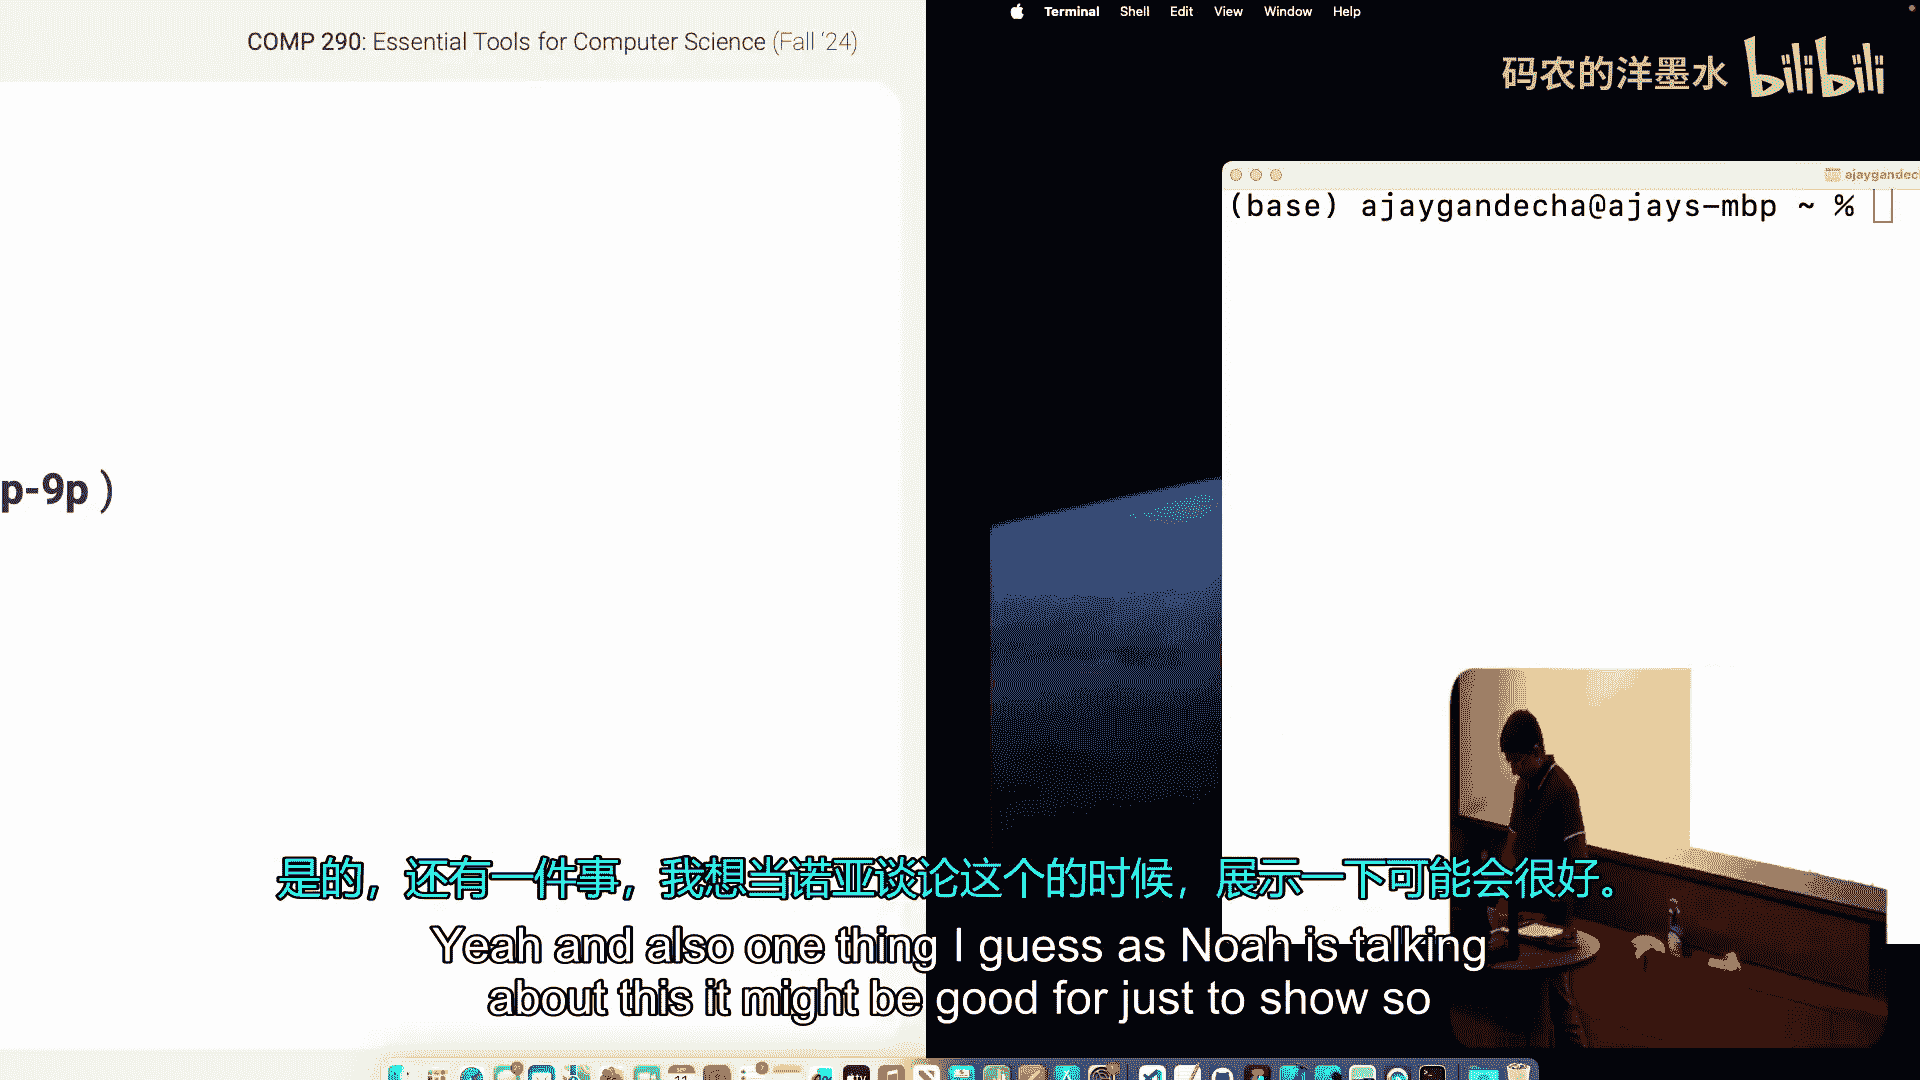 Terminal Shell Edit View Window Help
COMP 290: Essential Tools for Computer Science (Fall ‘24)
码农的洋墨水 bilibili
(base) ajaygandecha@ajays-mbp ~ %
p-9p )
是的，还有一件事，我想当诺亚谈论这个的时候，展示一下可能会很好。
Yeah and also one thing I guess as Noah is talking
about this it might be good for just to show so